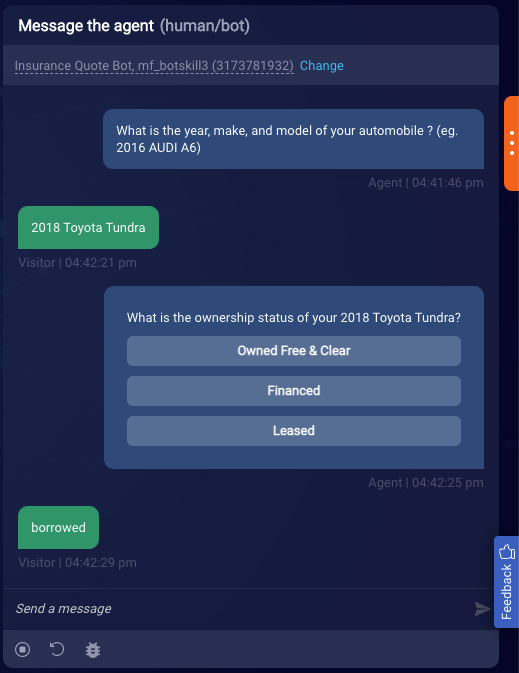 Message the agent (human/bot)
Insurance Quote Bot, mf_botskill3 (3173781932) Change
What is the year, make, and model of your automobile ? (eg.
2016 AUDI A6)
Agent | 04:41:46 pm
2018 Toyota Tundra
Visitor | 04:42:21 pm
What is the ownership status of your 2018 Toyota Tundra?
Owned Free & Clear
Financed
Leased
Agent | 04:42:25 pm
borrowed
Visitor | 04:42:29 pm
Send a message
Feedback